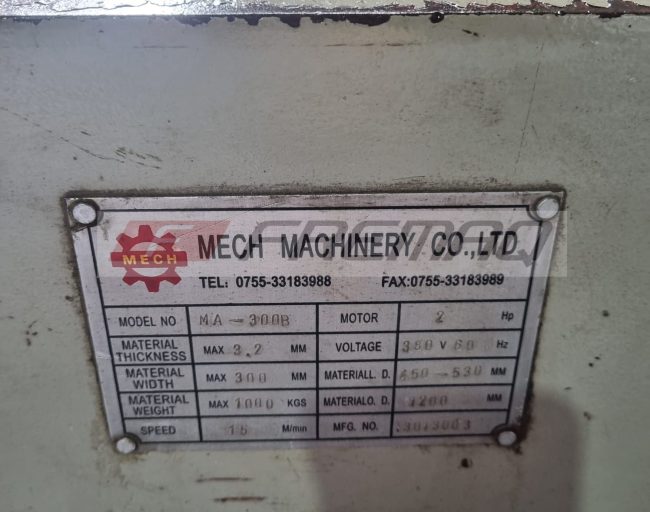 MECH
MECH MACHINERY CO.,LTD
TEL: 0755-33183988 FAX:0755-33183989
MODEL NO MA-300B MOTOR 2 Hp
MATERIAL THICKNESS MAX 3.2 MM VOLTAGE 380 V 60 Hz
MATERIAL WIDTH MAX 300 MM MATERIALL. D. 450-530 MM
MATERIAL WEIGHT MAX 1000 KGS MATERIALO. D. 1200 MM
SPEED 15 M/min MFG. NO. 3013003